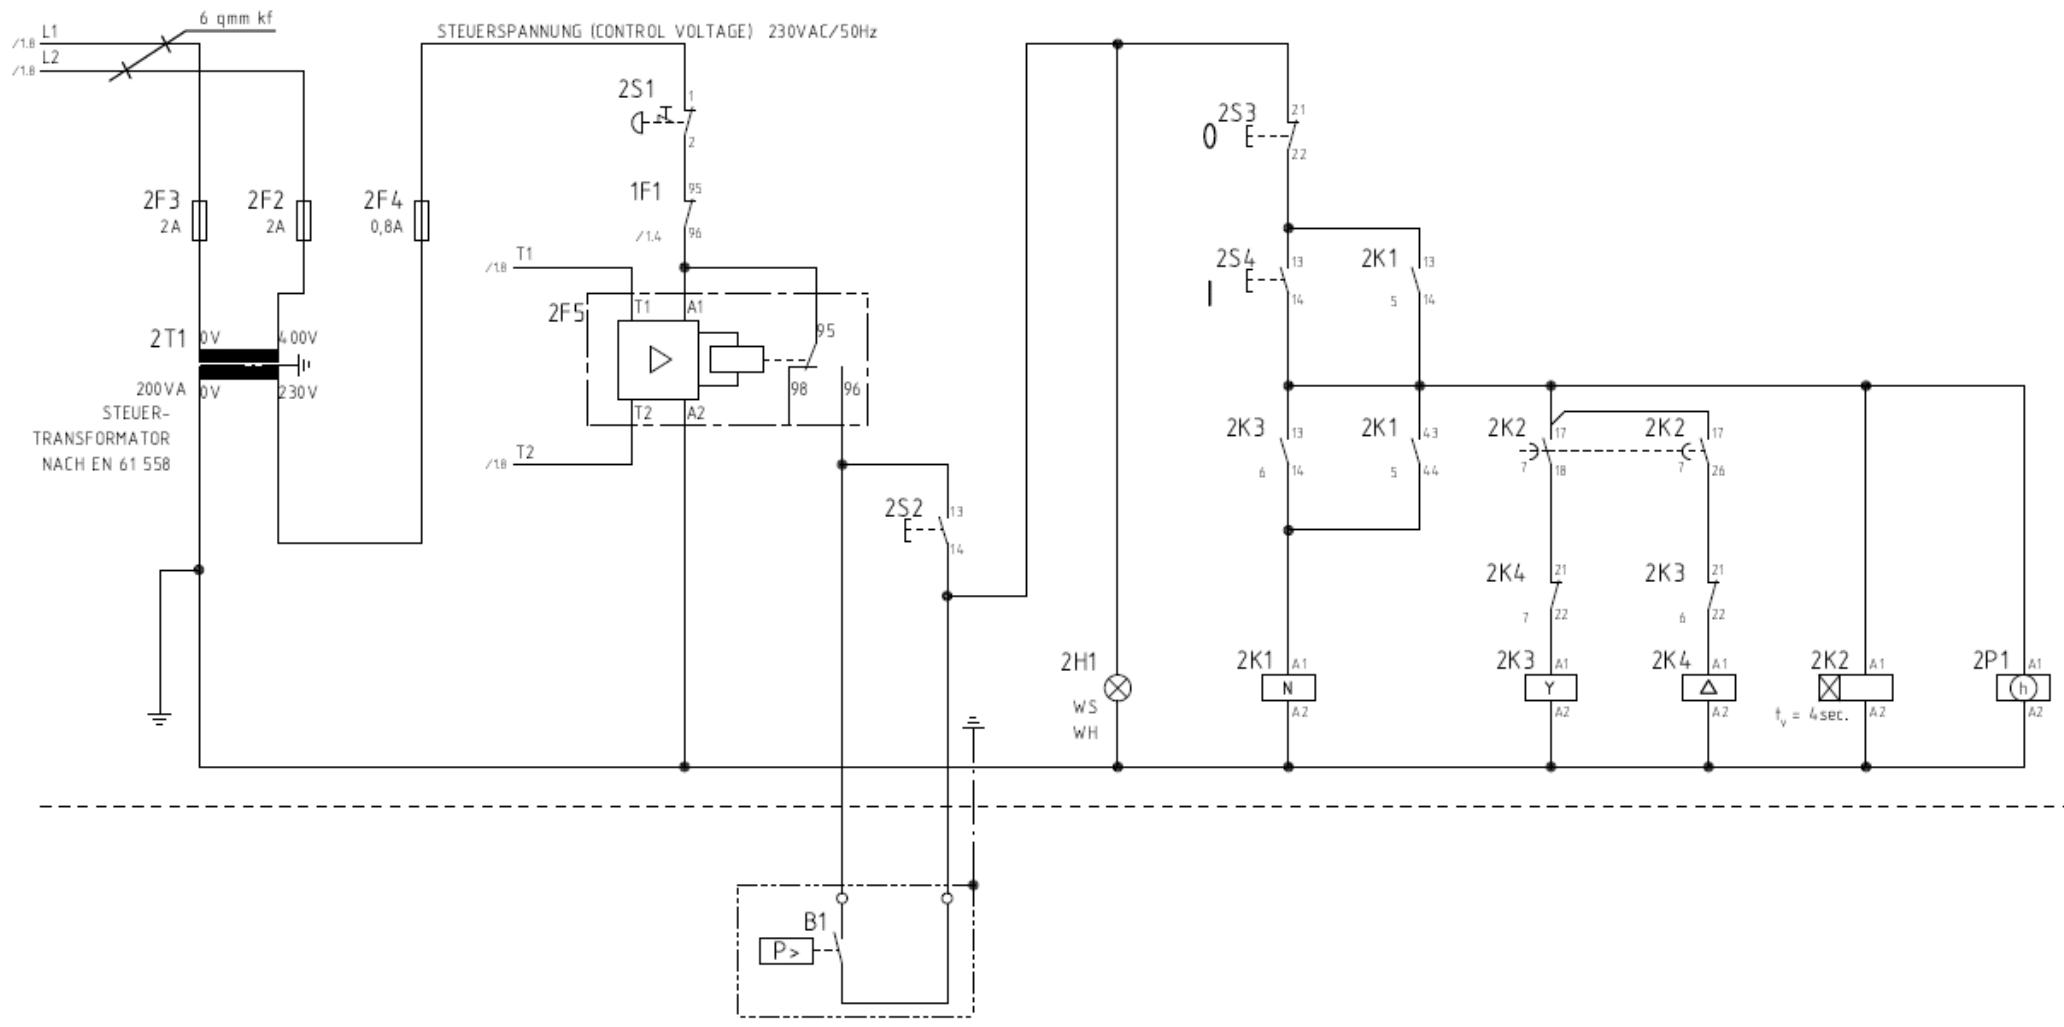 6 qmm kf
/1.8 L1
STEUERSPANNUNG (CONTROL VOLTAGE) 230VAC/50Hz
/1.8 L2
2S1
1
2
2S3
21
22
0
2F3
2A
2F2
2A
2F4
0,8A
1F1
95
96
/1.4
/1.8 T1
2S4
13
14
|
2K1
13
5
14
2F5
T1
A1
95
98
96
T2
A2
/1.8 T2
2T1
0V
400V
200VA
0V
230V
STEUER-
TRANSFORMATOR
NACH EN 61 558
2K3
13
6
14
2K1
43
5
44
2K2
17
7
18
2K2
17
7
26
2S2
13
14
2K4
21
7
22
2K3
21
6
22
2H1
WS
WH
2K1
A1
N
A2
2K3
A1
Y
A2
2K4
A1
A2
2K2
A1
A2
tv = 4sec.
2P1
A1
h
A2
B1
P>